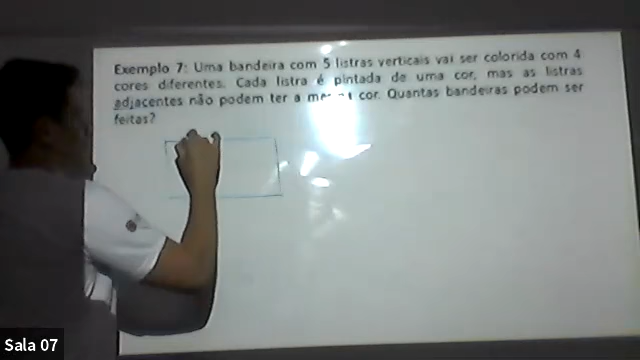 Exemplo 7: Uma bandeira com 5 listras verticais vai ser colorida com 4
cores diferentes. Cada listra é pintada de uma cor, mas as listras
adjacentes não podem ter a cor. Quantas bandeiras podem ser
feitas?
Sala 07